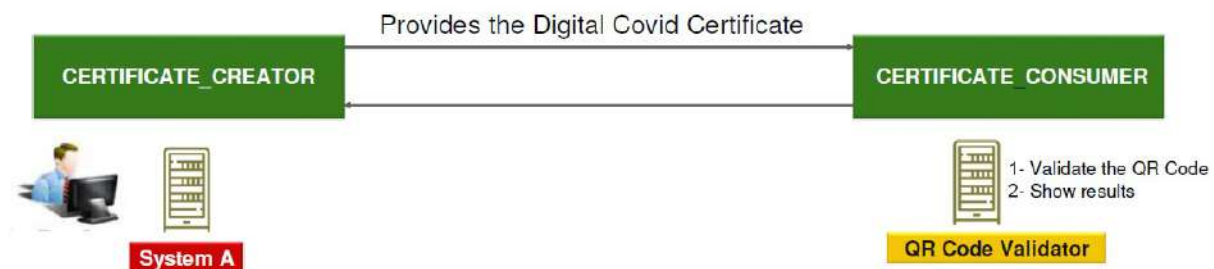 Provides the Digital Covid Certificate
CERTIFICATE_CREATOR
CERTIFICATE_CONSUMER
1- Validate the QR Code
2- Show results
System A
QR Code Validator